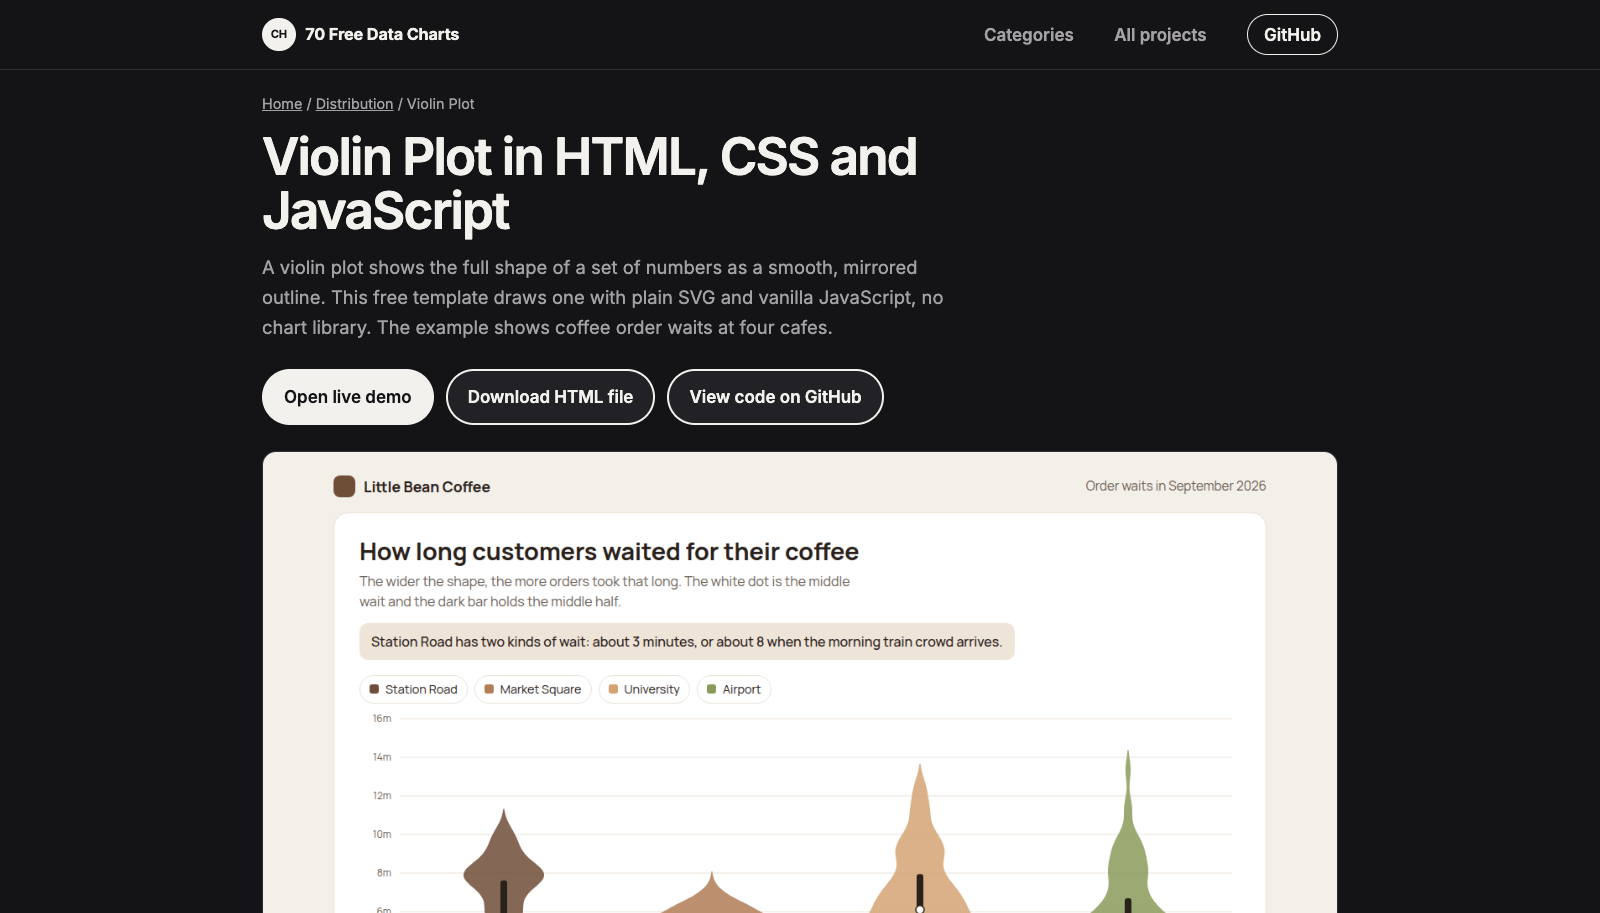 CH 70 Free Data Charts
Categories
All projects
GitHub
Home / Distribution / Violin Plot
Violin Plot in HTML, CSS and
JavaScript
A violin plot shows the full shape of a set of numbers as a smooth, mirrored
outline. This free template draws one with plain SVG and vanilla JavaScript, no
chart library. The example shows coffee order waits at four cafes.
Open live demo
Download HTML file
View code on GitHub
Little Bean Coffee
Order waits in September 2026
How long customers waited for their coffee
The wider the shape, the more orders took that long. The white dot is the middle
wait and the dark bar holds the middle half.
Station Road has two kinds of wait: about 3 minutes, or about 8 when the morning train crowd arrives.
Station Road
Market Square
University
Airport
16m
14m
12m
10m
8m
6m